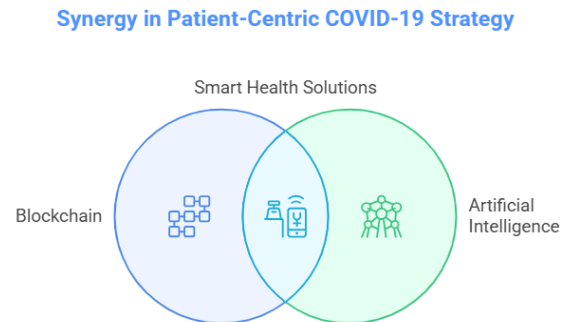 Synergy in Patient-Centric COVID-19 Strategy
Smart Health Solutions
Blockchain
¥
Artificial
Intelligence